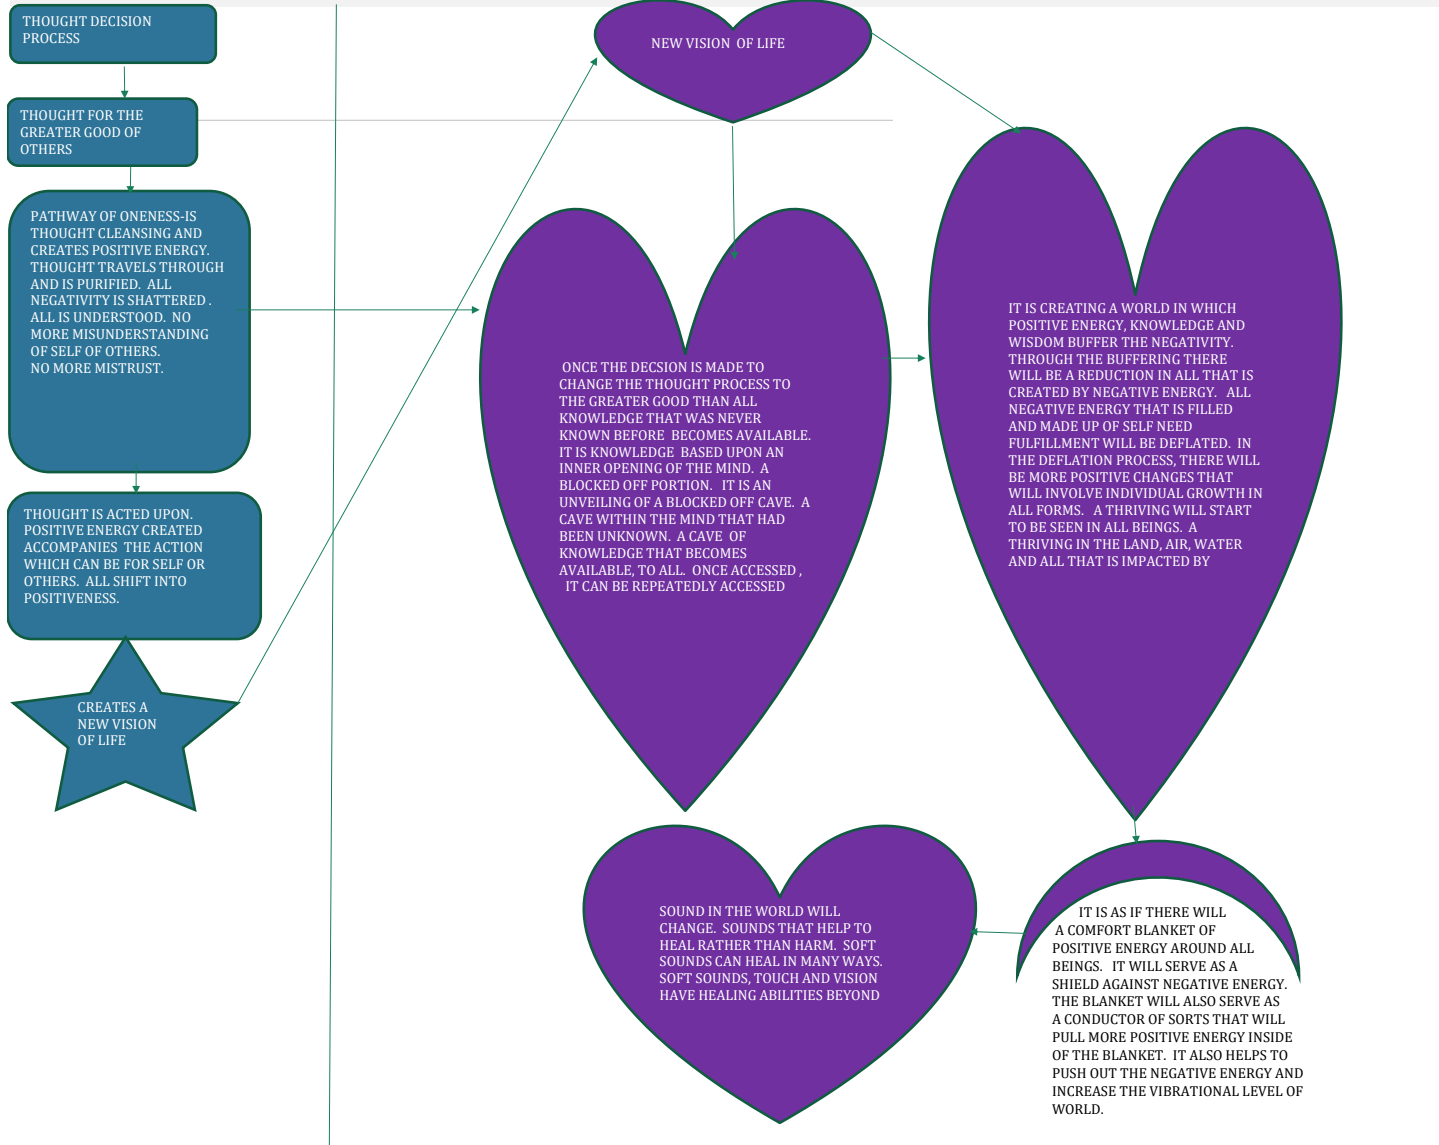 THOUGHT DECISION
PROCESS
THOUGHT FOR THE
GREATER GOOD OF
OTHERS
PATHWAY OF ONENESS-IS
THOUGHT CLEANSING AND
CREATES POSITIVE ENERGY.
THOUGHT TRAVELS THROUGH
AND IS PURIFIED.  ALL
NEGATIVITY IS SHATTERED .
ALL IS UNDERSTOOD.  NO
MORE MISUNDERSTANDING
OF SELF OF OTHERS.
NO MORE MISTRUST.
THOUGHT IS ACTED UPON.
POSITIVE ENERGY CREATED
ACCOMPANIES  THE ACTION
WHICH CAN BE FOR SELF OR
OTHERS.  ALL SHIFT INTO
POSITIVENESS.
CREATES A
NEW VISION
OF LIFE
NEW VISION  OF LIFE
ONCE THE DECSION IS MADE TO
CHANGE THE THOUGHT PROCESS TO
THE GREATER GOOD THAN ALL
KNOWLEDGE THAT WAS NEVER
KNOWN BEFORE  BECOMES AVAILABLE.
IT IS KNOWLEDGE  BASED UPON AN
INNER OPENING OF THE MIND.  A
BLOCKED OFF PORTION.   IT IS AN
UNVEILING OF A BLOCKED OFF CAVE.  A
CAVE WITHIN THE MIND THAT HAD
BEEN UNKNOWN.  A CAVE  OF
KNOWLEDGE THAT BECOMES
AVAILABLE, TO ALL.  ONCE ACCESSED ,
IT CAN BE REPEATEDLY ACCESSED
IT IS CREATING A WORLD IN WHICH
POSITIVE ENERGY, KNOWLEDGE AND
WISDOM BUFFER THE NEGATIVITY.
THROUGH THE BUFFERING THERE
WILL BE A REDUCTION IN ALL THAT IS
CREATED BY NEGATIVE ENERGY.   ALL
NEGATIVE ENERGY THAT IS FILLED
AND MADE UP OF SELF NEED
FULFILLMENT WILL BE DEFLATED.  IN
THE DEFLATION PROCESS, THERE WILL
BE MORE POSITIVE CHANGES THAT
WILL INVOLVE INDIVIDUAL GROWTH IN
ALL FORMS.   A THRIVING WILL START
TO BE SEEN IN ALL BEINGS.  A
THRIVING IN THE LAND, AIR, WATER
AND ALL THAT IS IMPACTED BY
IT IS AS IF THERE WILL
A COMFORT BLANKET OF
POSITIVE ENERGY AROUND ALL
BEINGS.   IT WILL SERVE AS A
SHIELD AGAINST NEGATIVE ENERGY.
THE BLANKET WILL ALSO SERVE AS
A CONDUCTOR OF SORTS THAT WILL
PULL MORE POSITIVE ENERGY INSIDE
OF THE BLANKET.  IT ALSO HELPS TO
PUSH OUT THE NEGATIVE ENERGY AND
INCREASE THE VIBRATIONAL LEVEL OF
WORLD.
SOUND IN THE WORLD WILL
CHANGE.  SOUNDS THAT HELP TO
HEAL RATHER THAN HARM.  SOFT
SOUNDS CAN HEAL IN MANY WAYS.
SOFT SOUNDS, TOUCH AND VISION
HAVE HEALING ABILITIES BEYOND